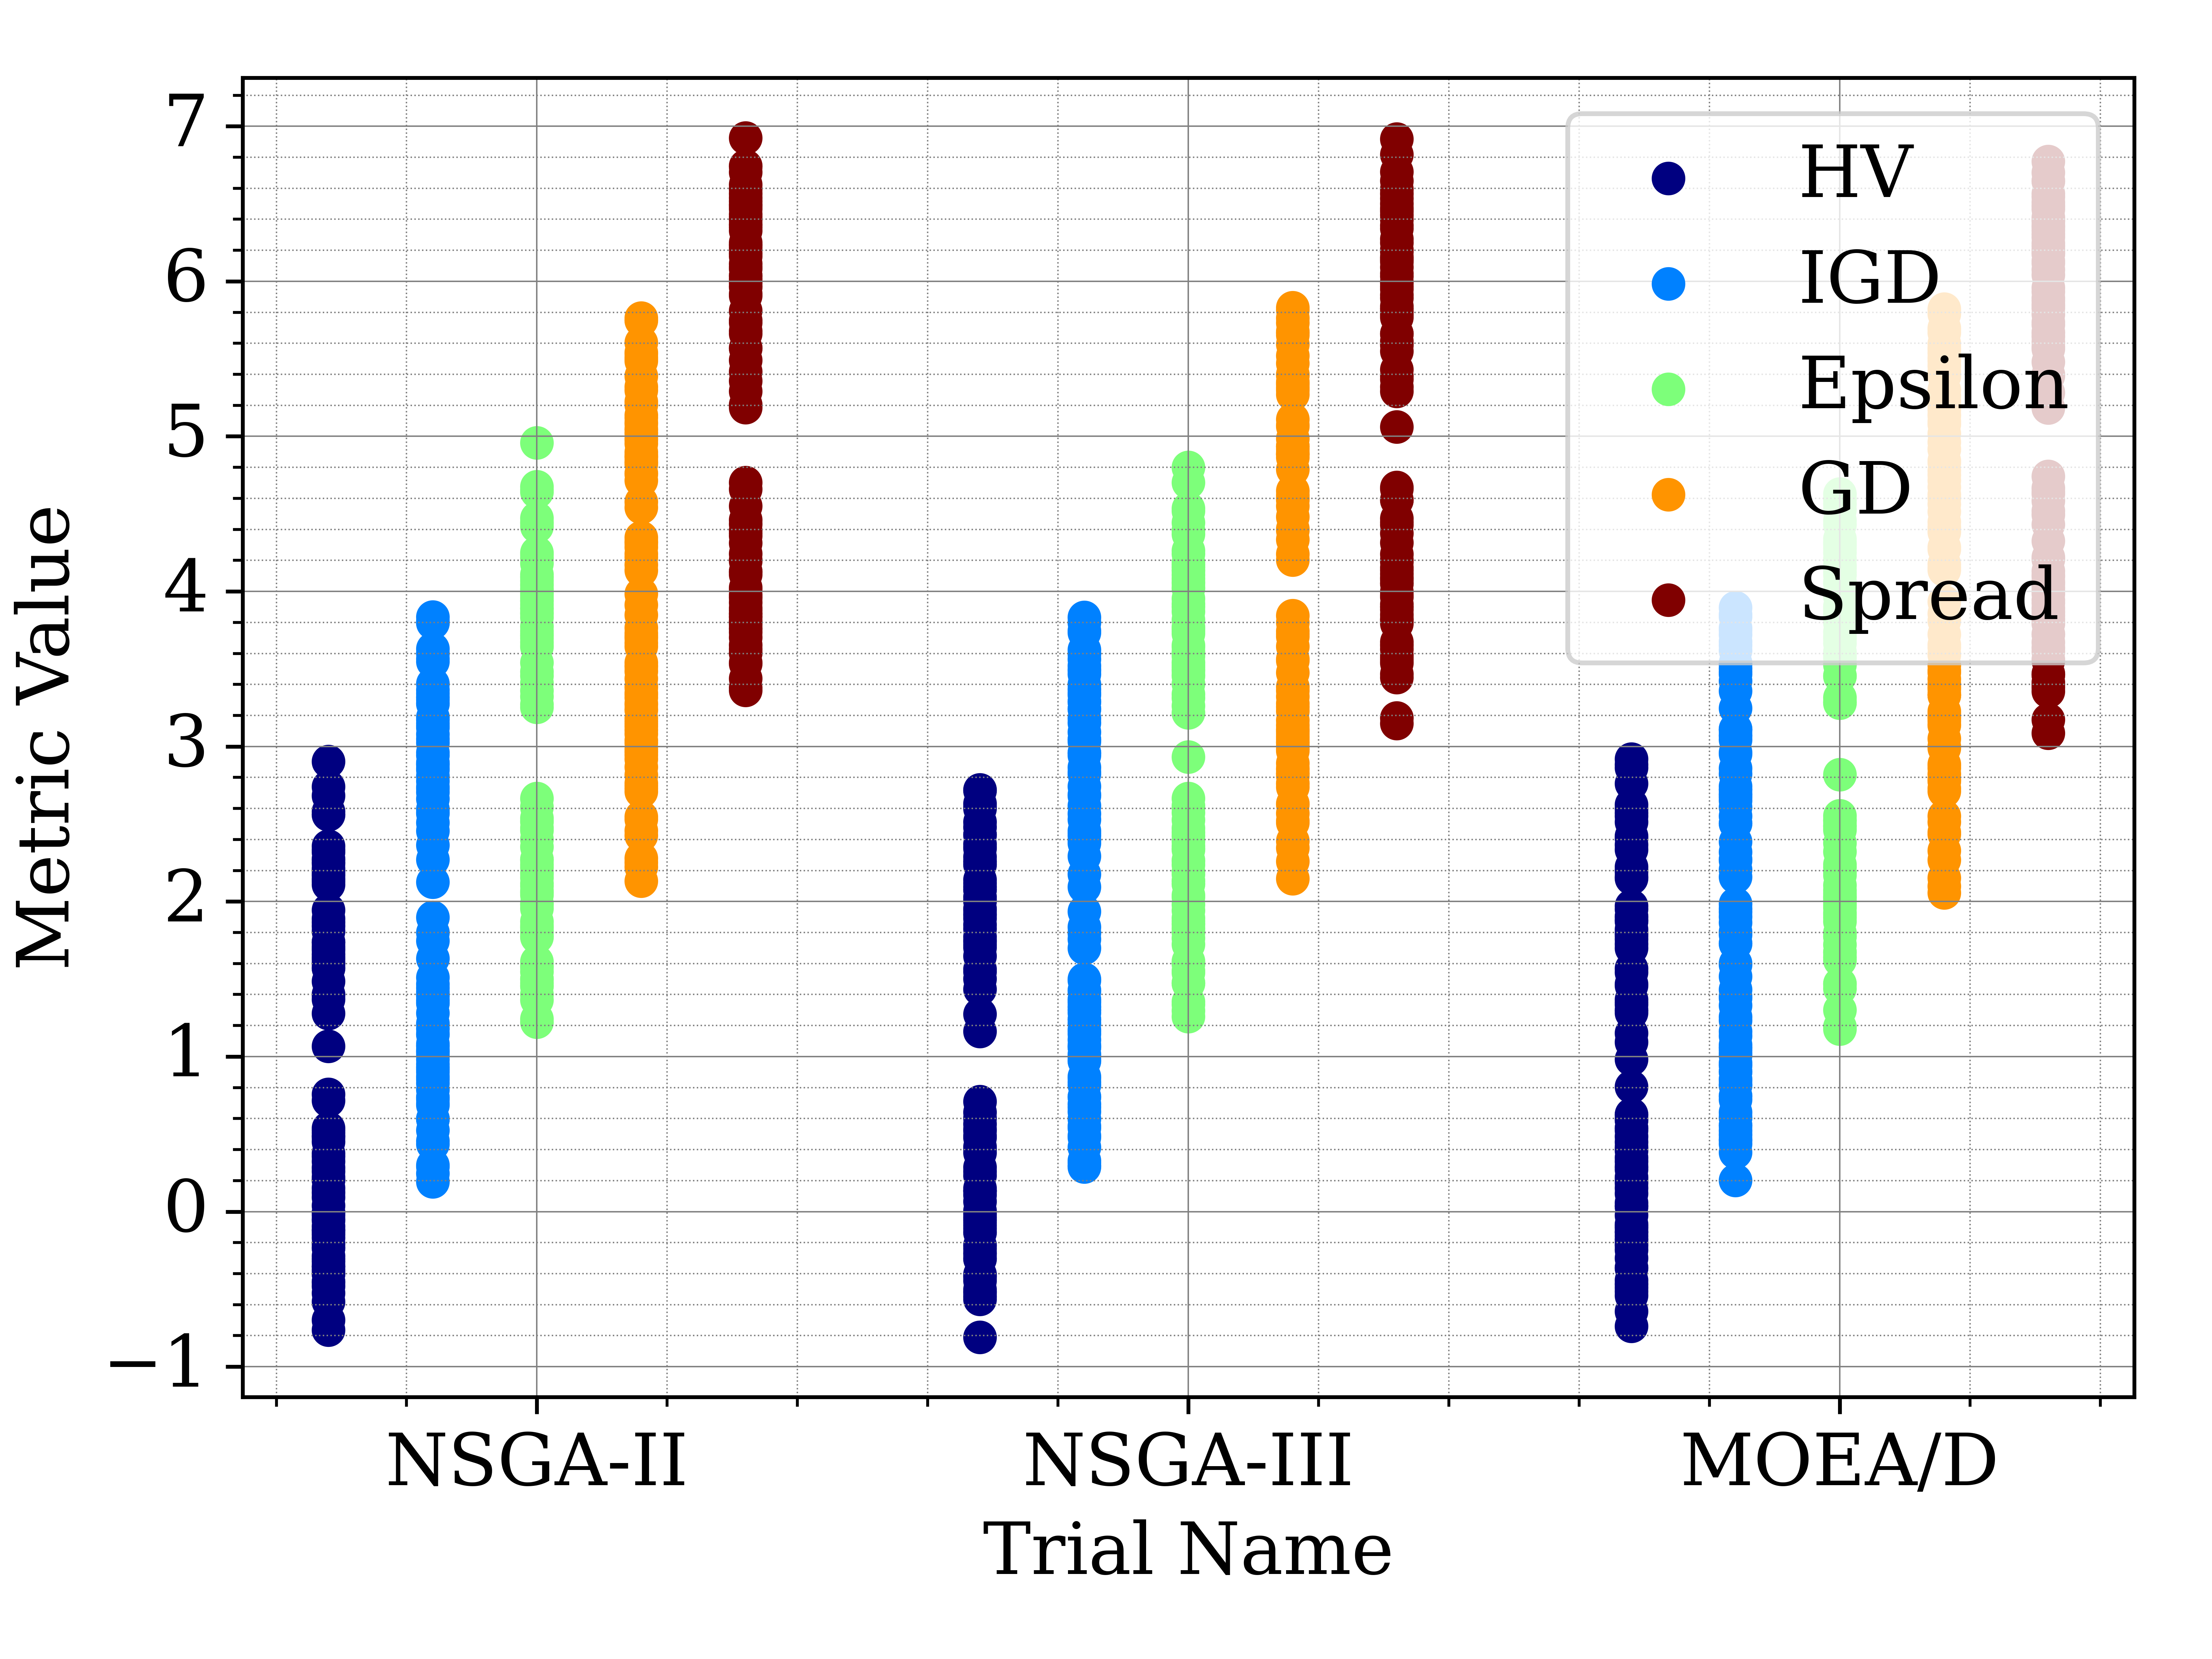 7
6
5
4
3
2
1
0
−1
Metric Value
HV
IGD
Epsilon
GD
Spread
NSGA-II
NSGA-III
MOEA/D
Trial Name